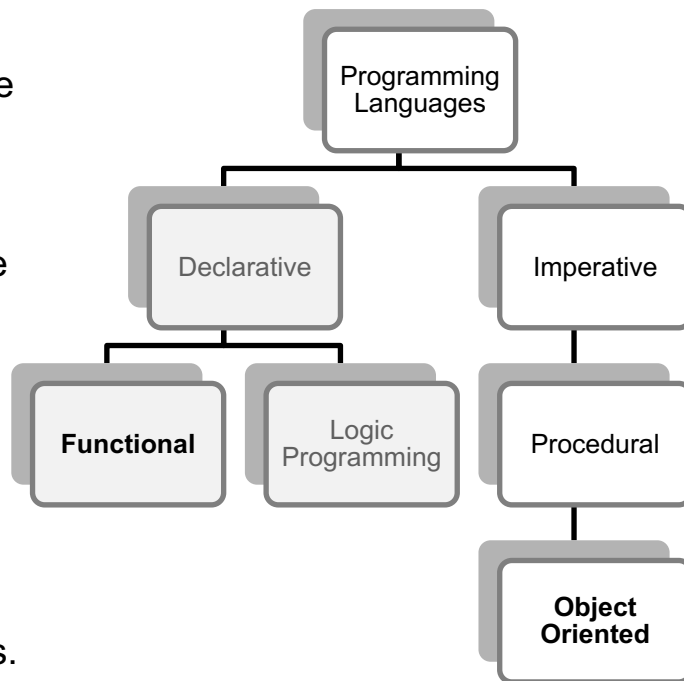 e
Programming
Languages
e
Declarative
Imperative
Functional
Logic
Programming
Procedural
Object
Oriented
s.